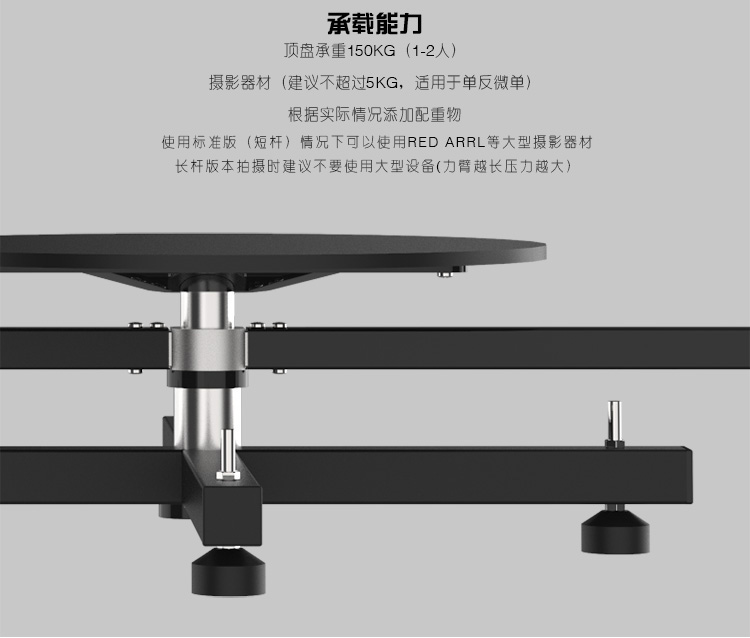 承载能力
顶盘承重150KG（1-2人）
摄影器材（建议不超过5KG，适用于单反微单）
根据实际情况添加配重物
使用标准版（短杆）情况下可以使用RED ARRL等大型摄影器材
长杆版本拍摄时建议不要使用大型设备(力臂越长压力越大）